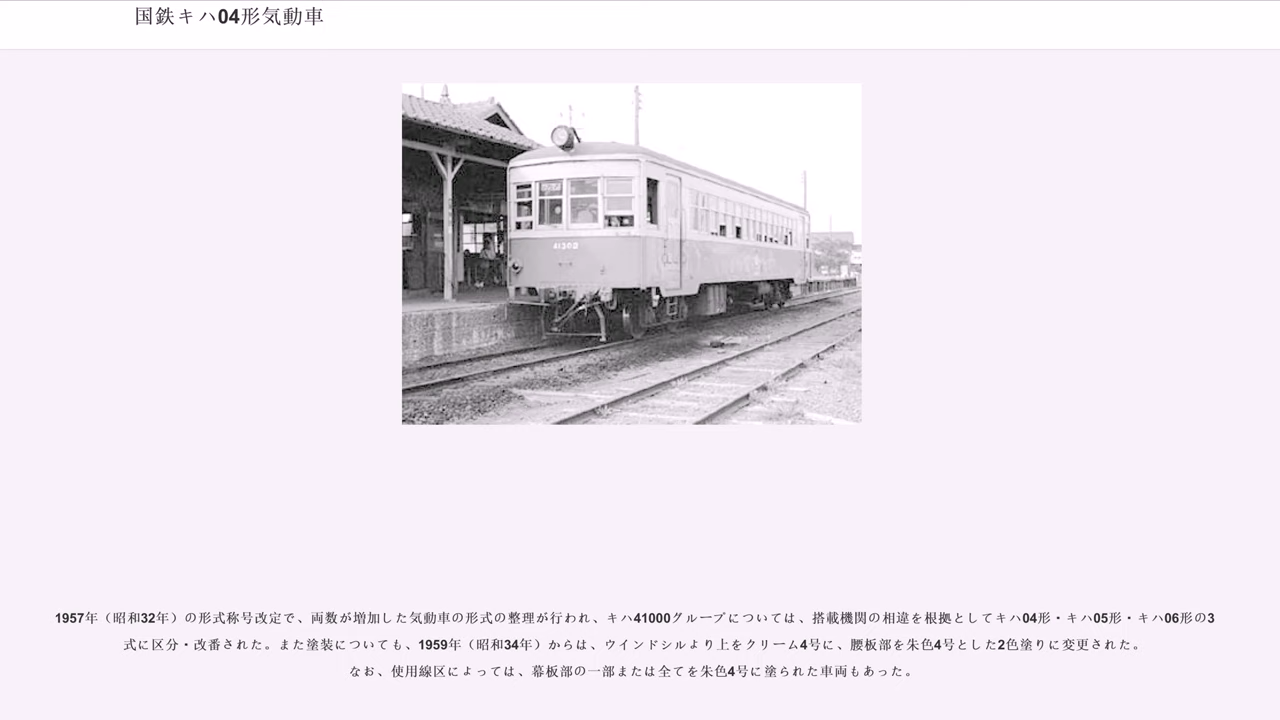 国鉄キハ04形気動車
41300
1957年（昭和32年）の形式称号改定で、両数が増加した気動車の形式の整理が行われ、キハ41000グループについては、搭載機関の相違を根拠としてキハ04形・キハ05形・キハ06形の3
式に区分・改番された。また塗装についても、1959年（昭和34年）からは、ウインドシルより上をクリーム4号に、腰板部を朱色4号とした2色塗りに変更された。
なお、使用線区によっては、幕板部の一部または全てを朱色4号に塗られた車両もあった。